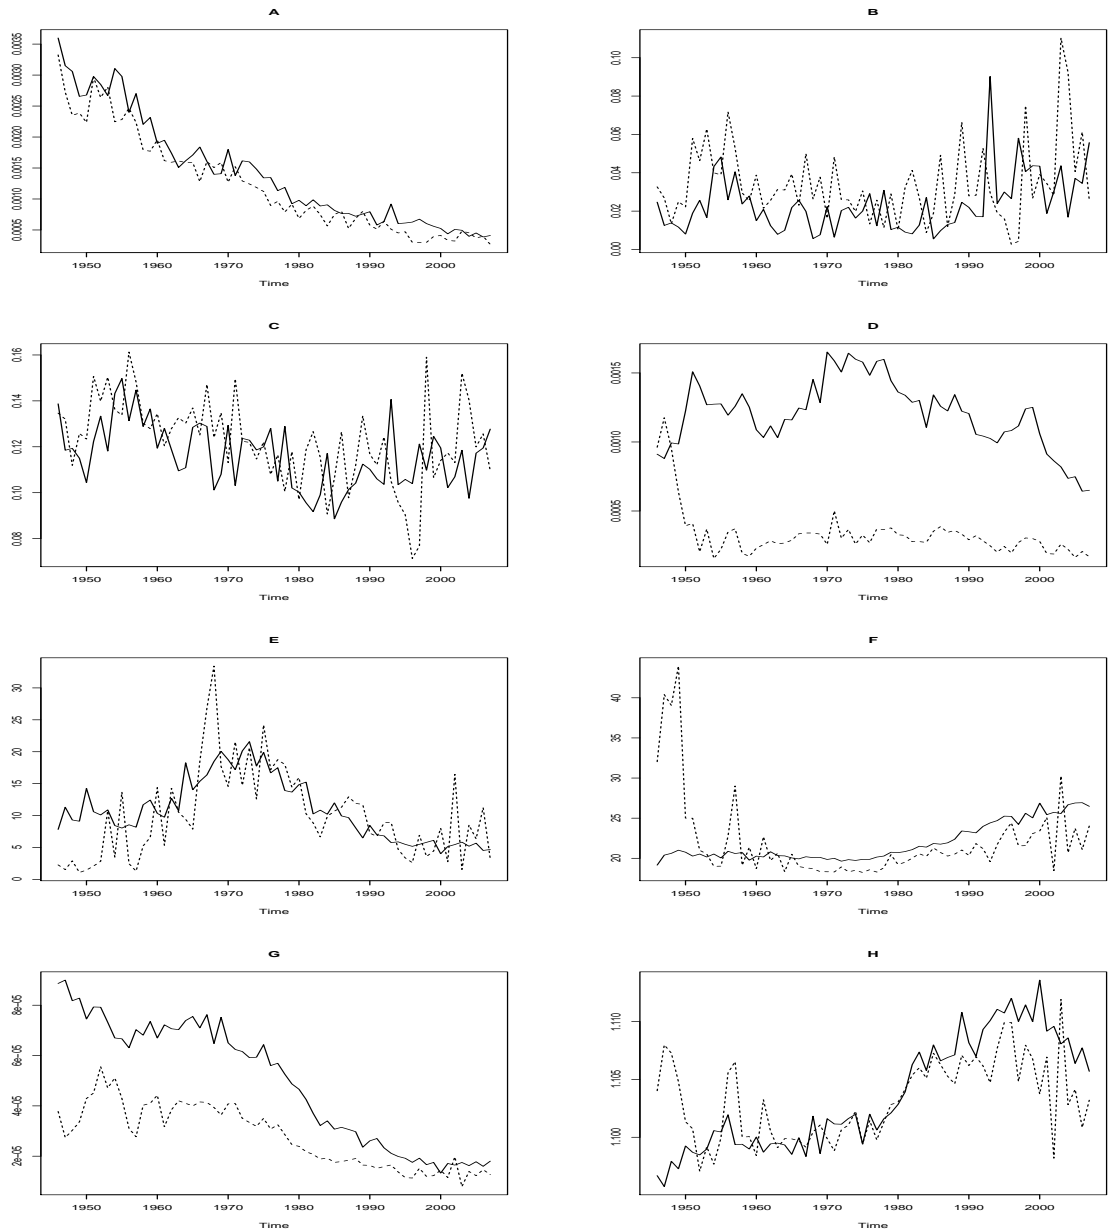 A B
0.0005 0.0010 0.0015 0.0020 0.0025 0.0030 0.0035
0.00 0.02 0.04 0.06 0.08 0.10
1950 1960 1970 1980 1990 2000 1950 1960 1970 1980 1990 2000
Time Time
C D
0.08 0.10 0.12 0.14 0.16
0.0005 0.0010 0.0015
1950 1960 1970 1980 1990 2000 1950 1960 1970 1980 1990 2000
Time Time
E F
0 5 10 15 20 25 30
20 25 30 35 40
1950 1960 1970 1980 1990 2000 1950 1960 1970 1980 1990 2000
Time Time
G H
2e-05 4e-05 6e-05 8e-05
1.100 1.105 1.110
1950 1960 1970 1980 1990 2000 1950 1960 1970 1980 1990 2000
Time Time